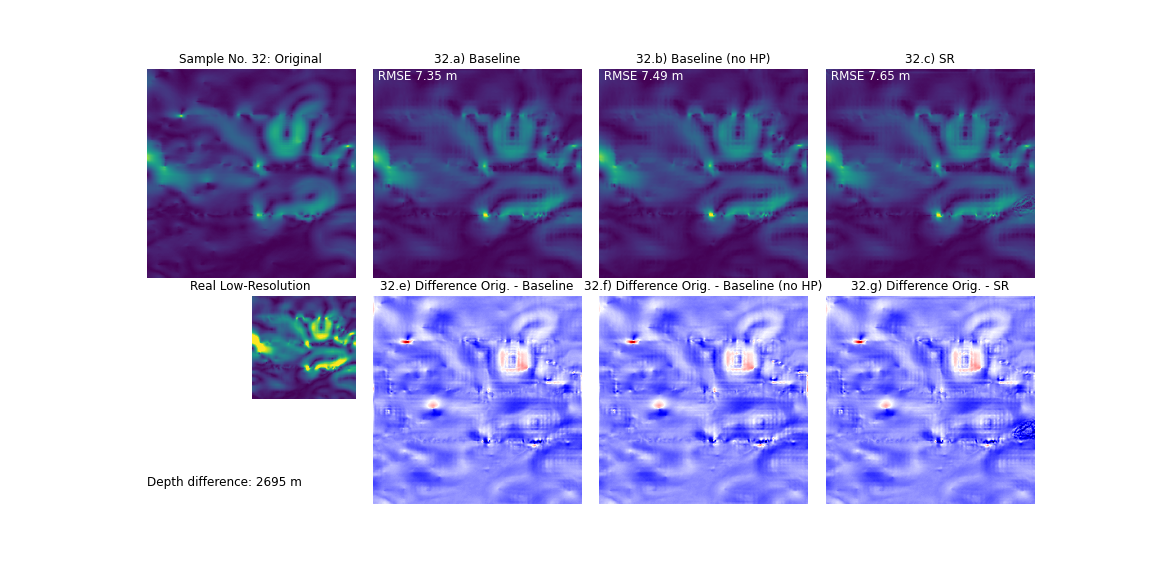 Sample No. 32: Original
32.a) Baseline
32.b) Baseline (no HP)
32.c) SR
RMSE 7.35 m
RMSE 7.49 m
RMSE 7.65 m
Real Low-Resolution
32.e) Difference Orig. - Baseline
32.f) Difference Orig. - Baseline (no HP)
32.g) Difference Orig. - SR
Depth difference: 2695 m